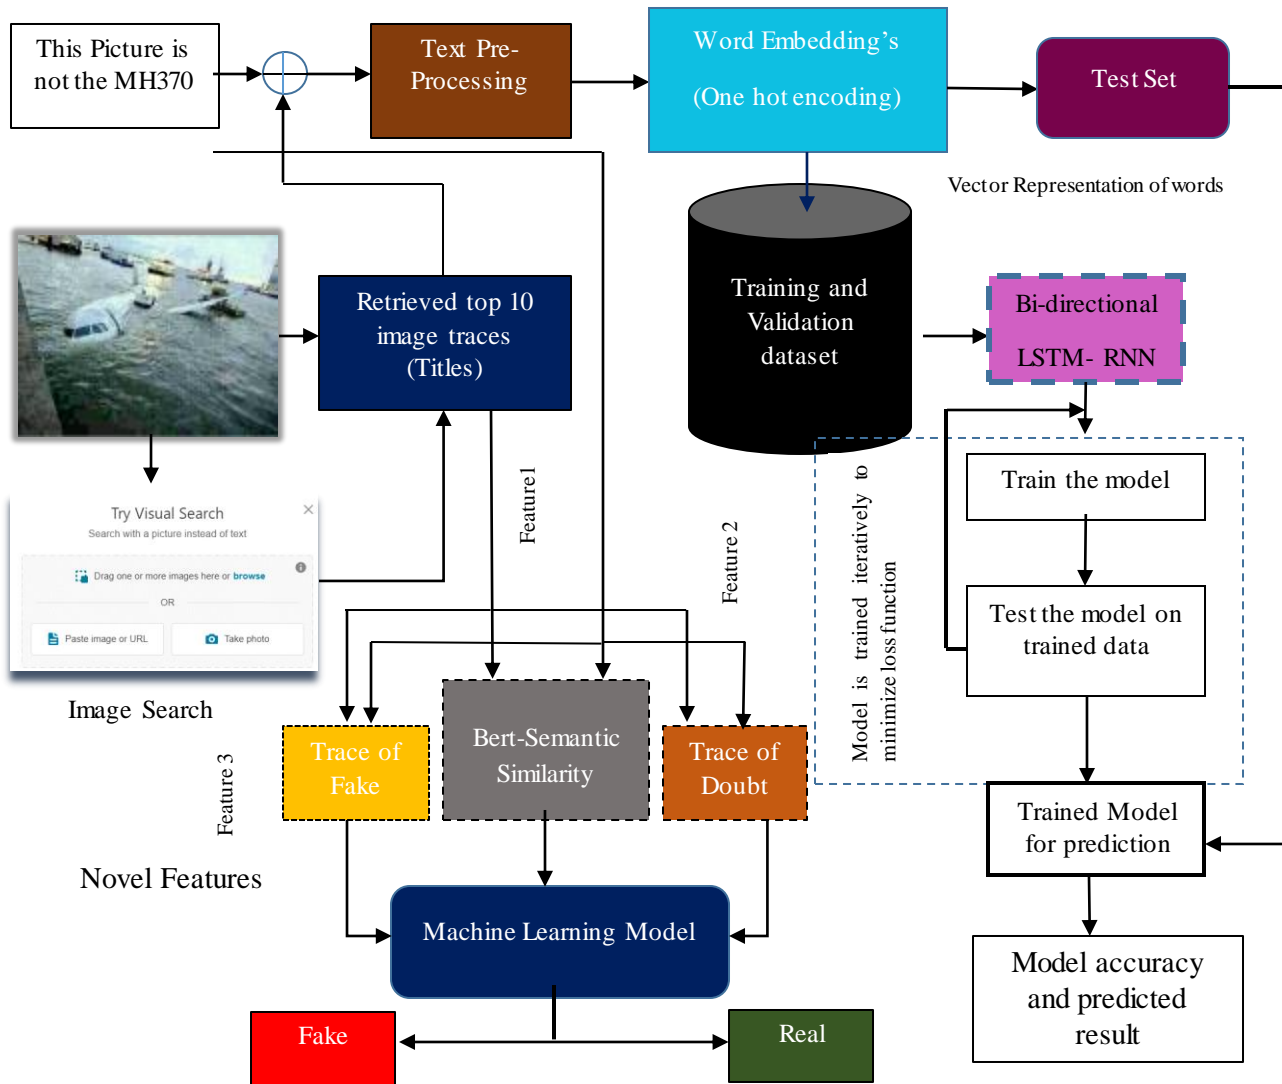 This Picture is
not the MH370
Text Pre-
Processing
Word Embedding's
(One hot encoding)
Test Set
Vector Representation of words
Retrieved top 10
image traces
(Titles)
Training and
Validation
dataset
Bi-directional
LSTM- RNN
Try Visual Search
Search with a picture instead of text
Drag one or more images here or browse
OR
Paste image or URL
Take photo
Image Search
Feature1
Feature 2
Feature 3
Model is trained iteratively to
minimize loss function
Train the model
Test the model on
trained data
Trace of
Fake
Bert-Semantic
Similarity
Trace of
Doubt
Trained Model
for prediction
Novel Features
Machine Learning Model
Model accuracy
and predicted
result
Fake
Real